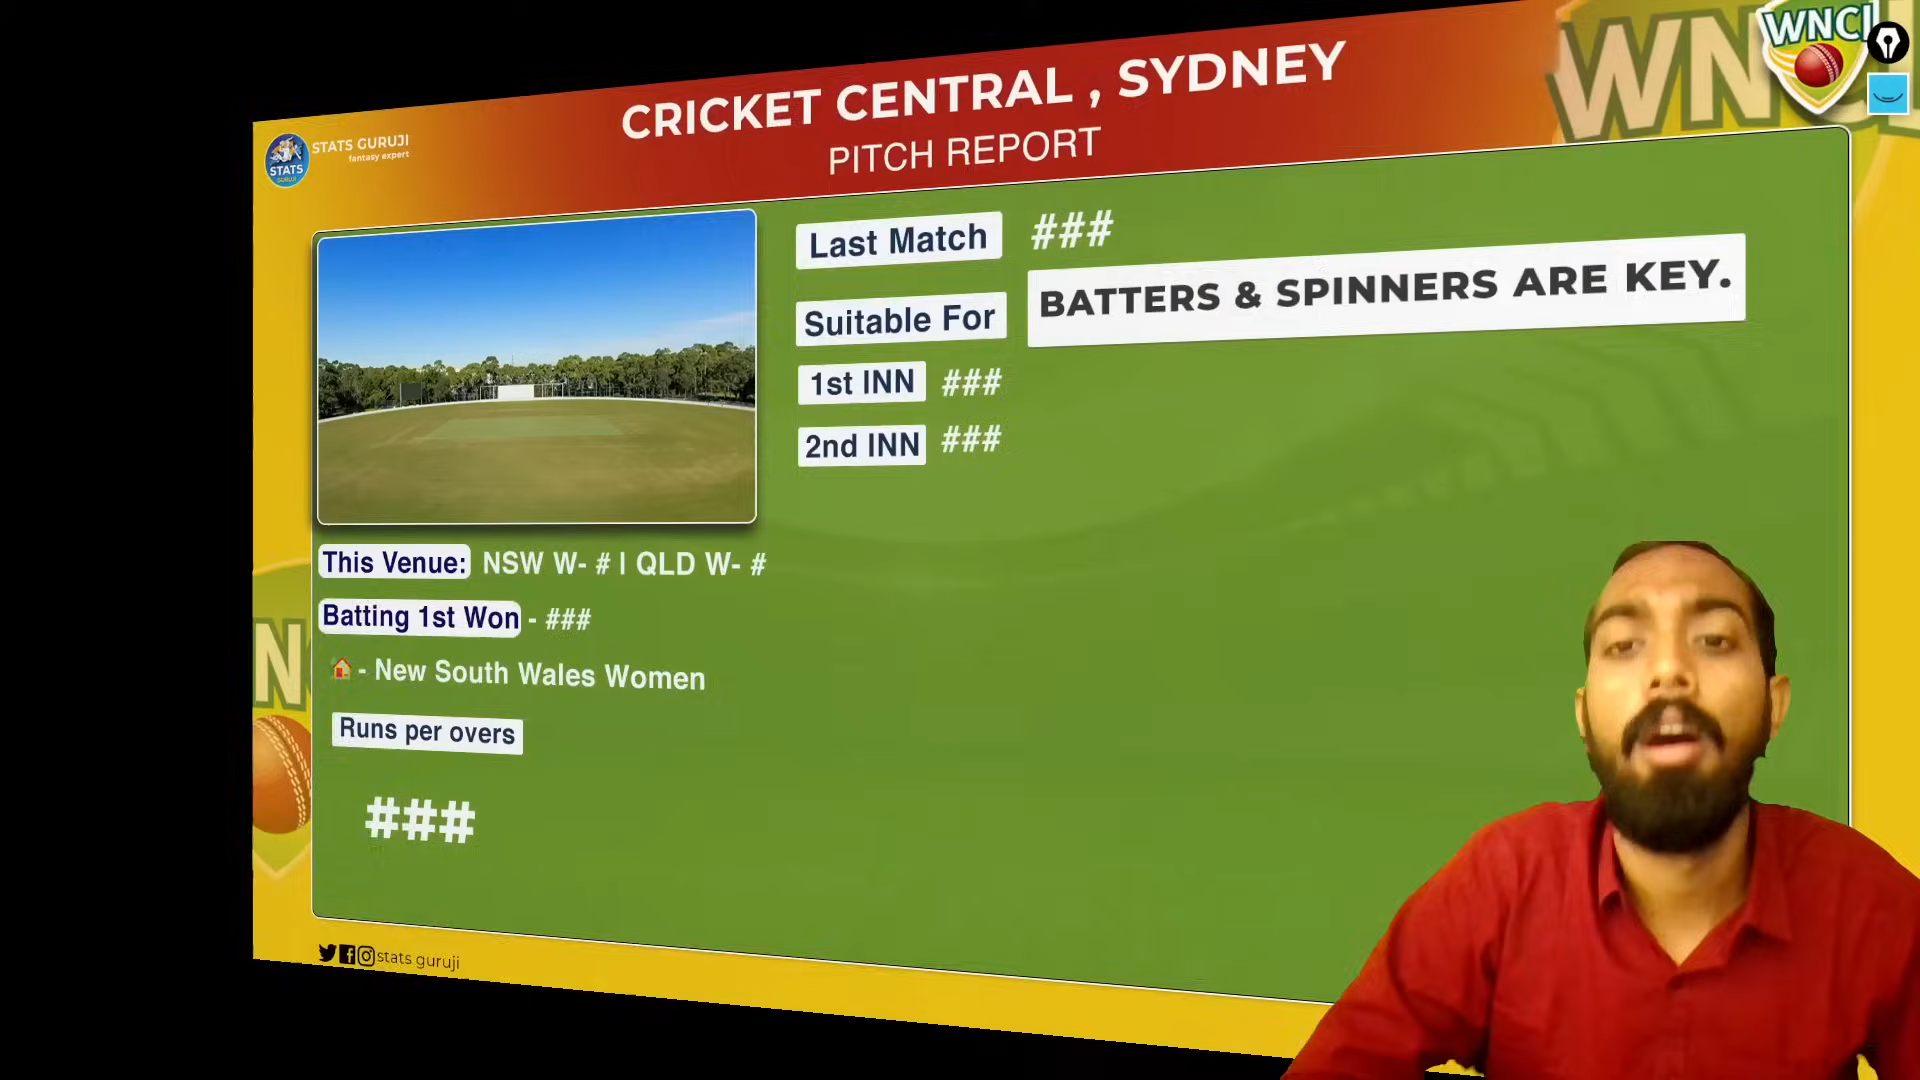 CRICKET CENTRAL , SYDNEY
PITCH REPORT
STATS GURUJI
fantasy expert
STATS
GURUJI
WNCL
Last Match ###
Suitable For BATTERS & SPINNERS ARE KEY.
1st INN ###
2nd INN ###
This Venue: NSW W- # | QLD W- #
Batting 1st Won - ###
- New South Wales Women
Runs per overs
###
stats guruji